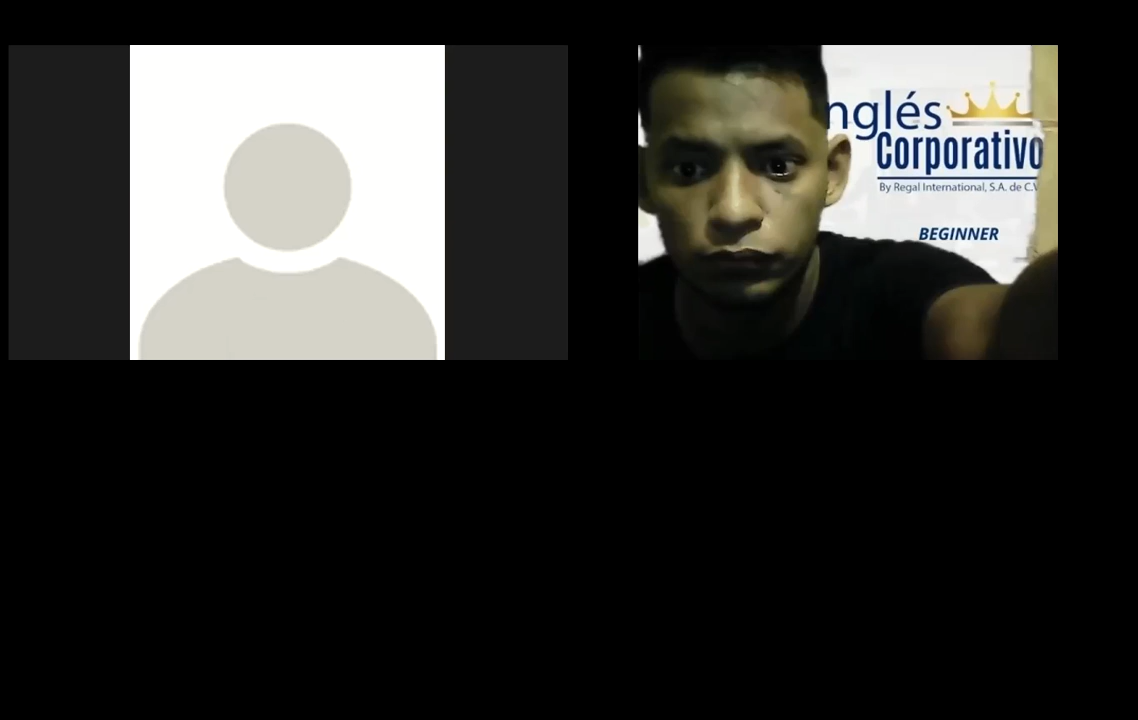 nglés
Corporativo
By Regal International, S.A. de C.V
BEGINNER